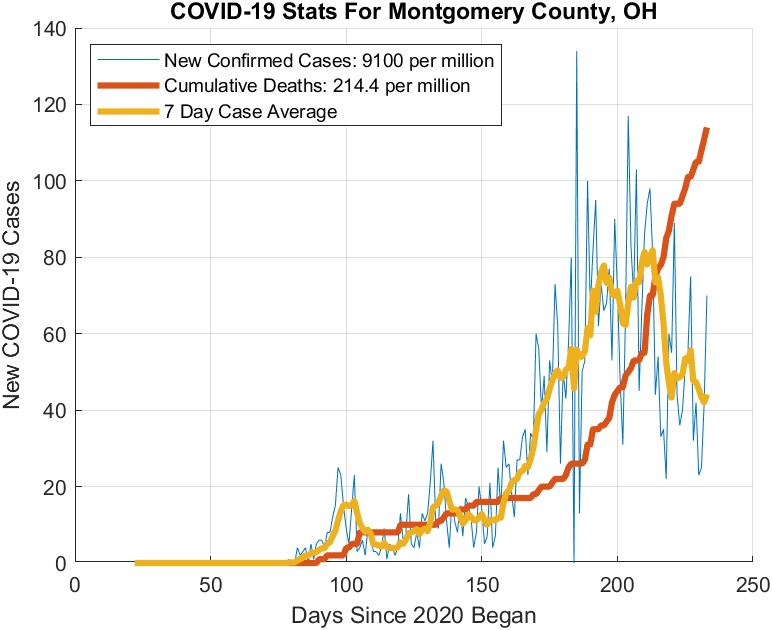 COVID-19 Stats For Montgomery County, OH
New Confirmed Cases: 9100 per million
Cumulative Deaths: 214.4 per million
7 Day Case Average
New COVID-19 Cases
140
120
100
80
60
40
20
0
0 50 100 150 200 250
Days Since 2020 Began